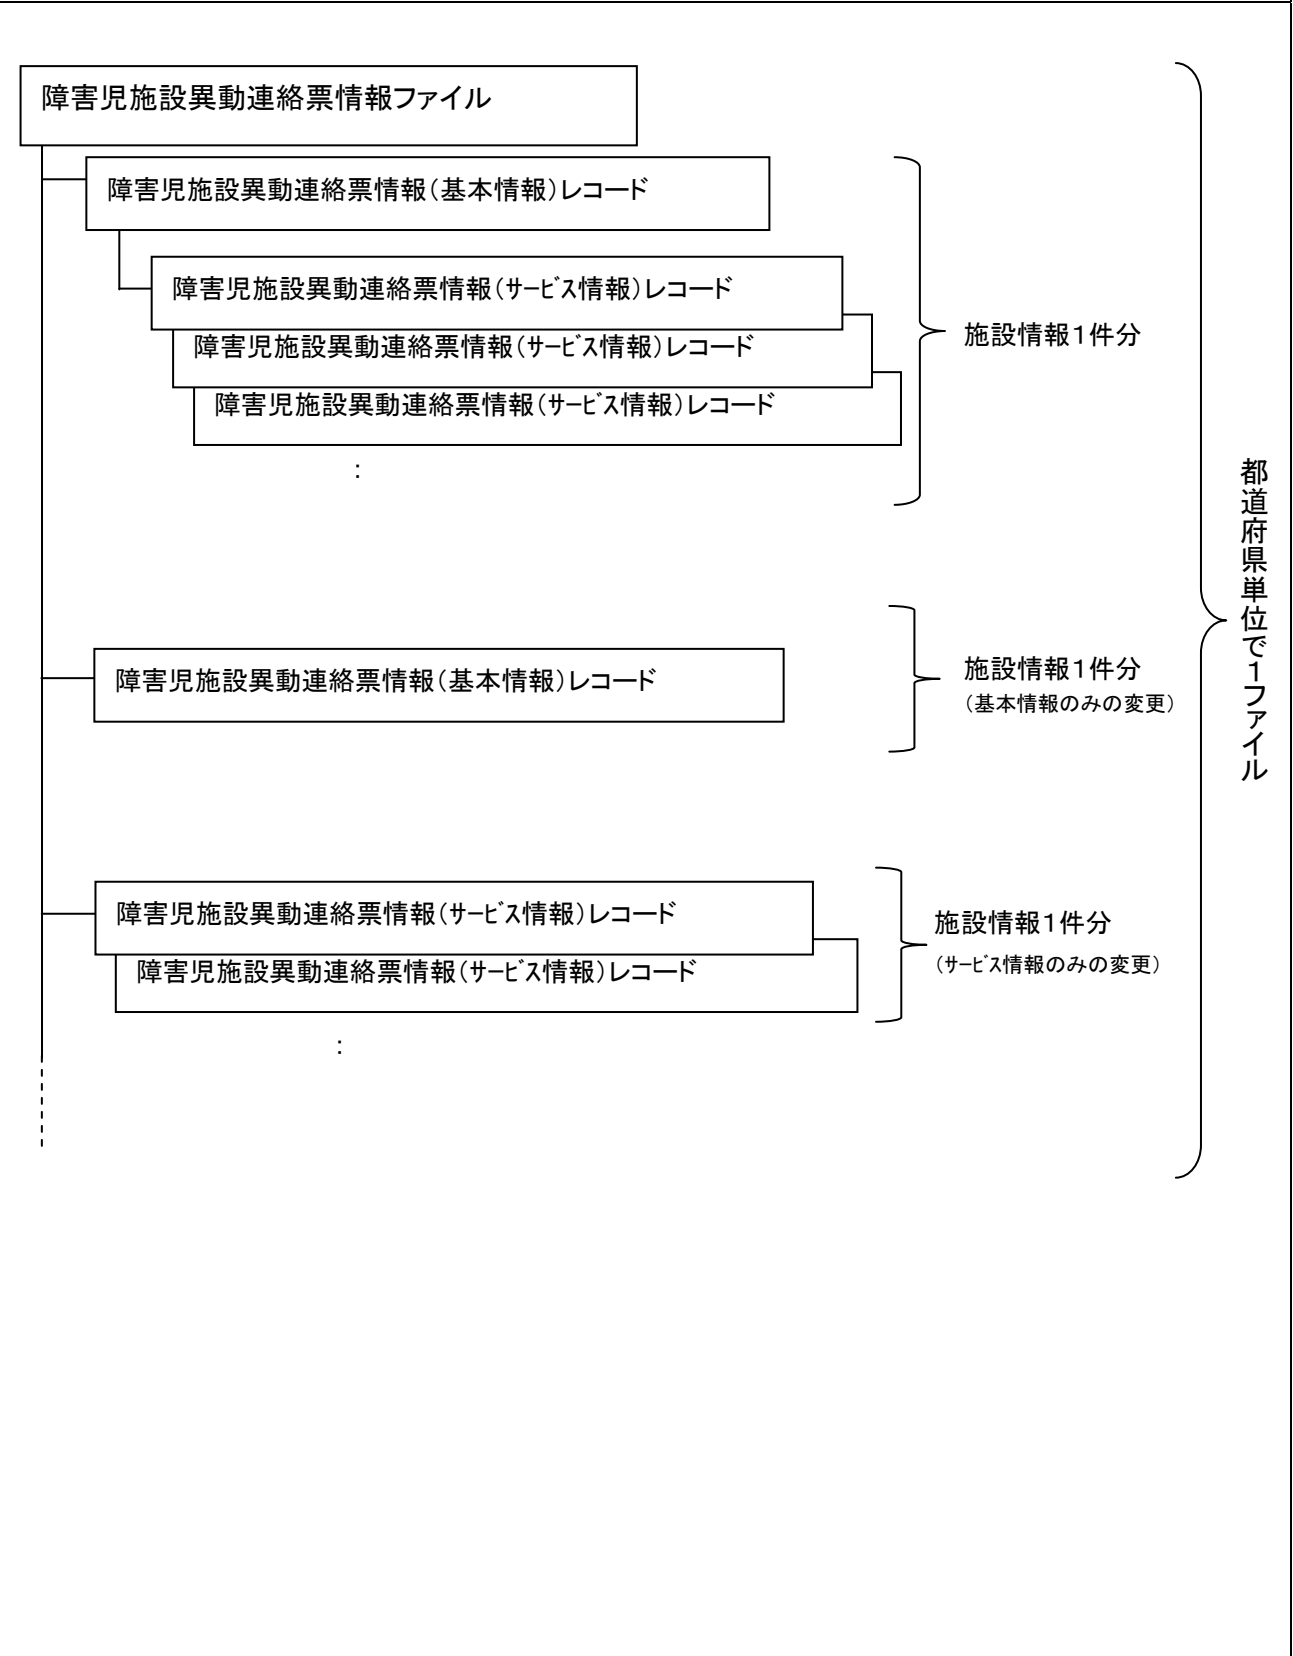 障害児施設異動連絡票情報ファイル
障害児施設異動連絡票情報(基本情報)レコード
障害児施設異動連絡票情報(ｻｰﾋﾞｽ情報)レコード
障害児施設異動連絡票情報(ｻｰﾋﾞｽ情報)レコード
障害児施設異動連絡票情報(ｻｰﾋﾞｽ情報)レコード
:
施設情報1件分
障害児施設異動連絡票情報(基本情報)レコード
施設情報1件分
(基本情報のみの変更)
障害児施設異動連絡票情報(ｻｰﾋﾞｽ情報)レコード
障害児施設異動連絡票情報(ｻｰﾋﾞｽ情報)レコード
:
施設情報1件分
(ｻｰﾋﾞｽ情報のみの変更)
都道府県単位で1ファイル